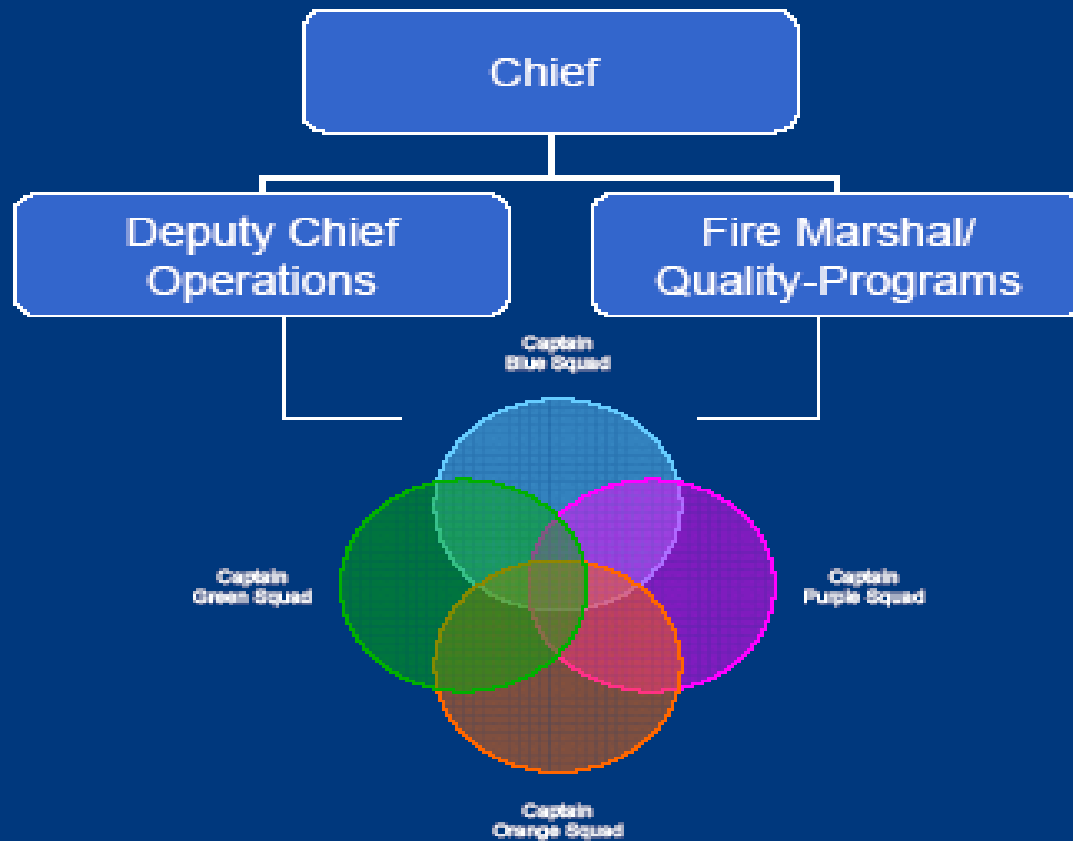 Chief
Deputy Chief
Operations
Fire Marshal/
Quality-Programs
Captain
Blue Squad
Captain
Green Squad
Captain
Purple Squad
Captain
Orange Squad